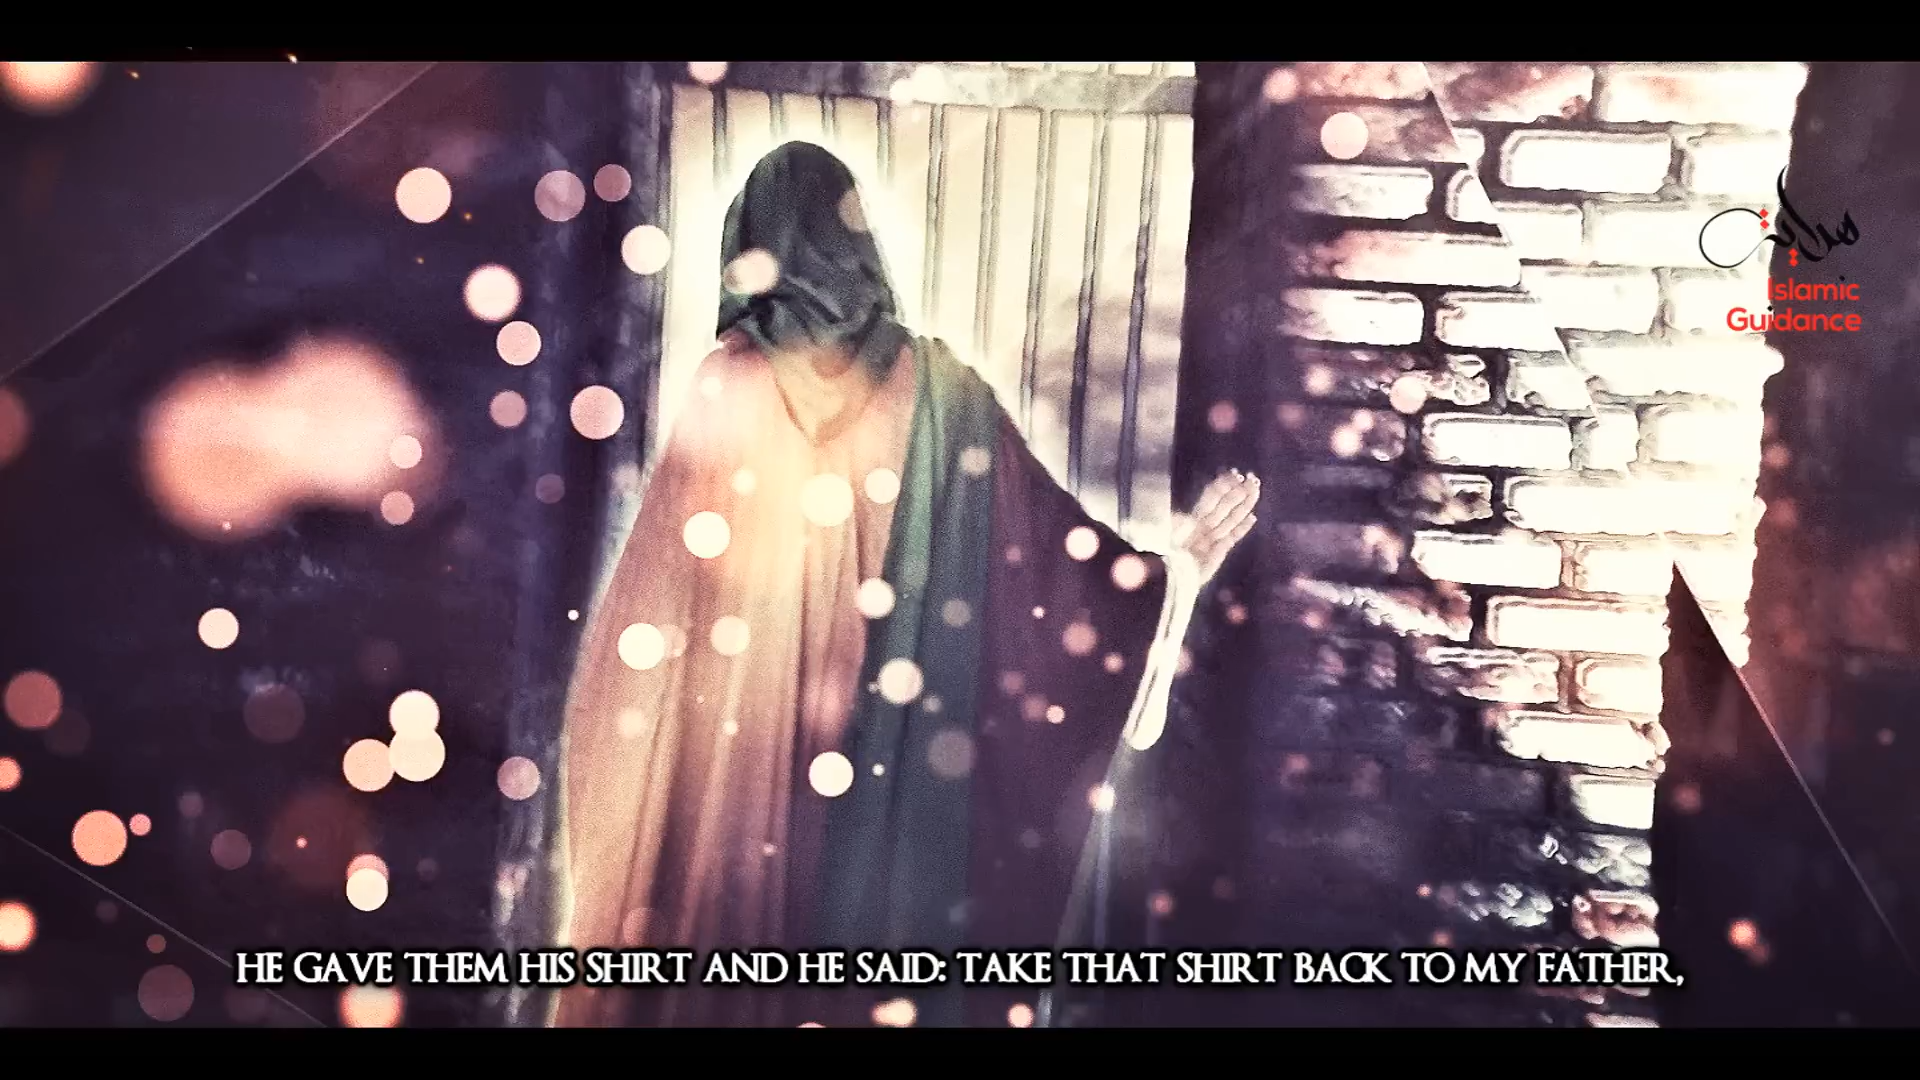 هداية
Islamic
Guidance
HE GAVE THEM HIS SHIRT AND HE SAID: TAKE THAT SHIRT BACK TO MY FATHER,